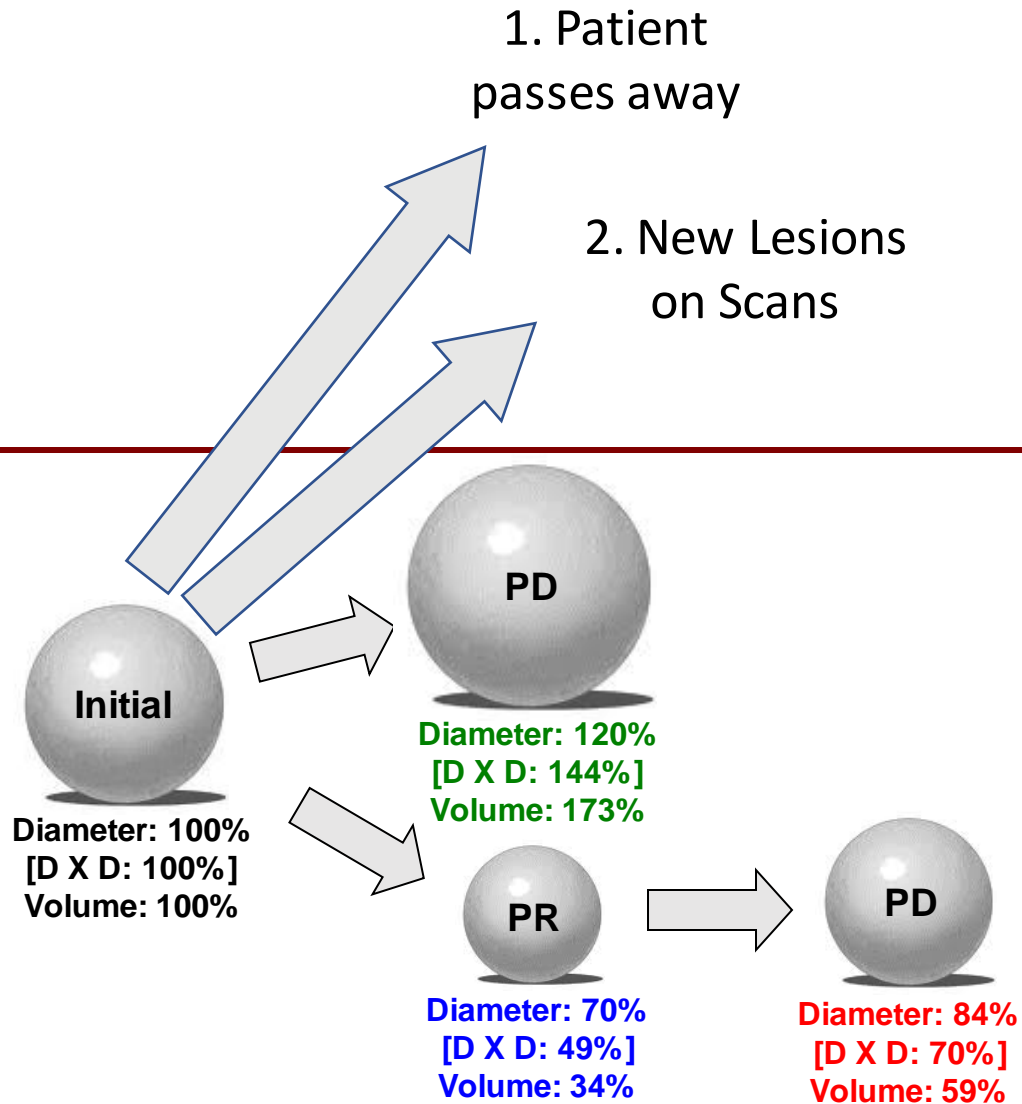 1. Patient
passes away
2. New Lesions
on Scans
PD
Initial
Diameter: 120%
[D X D: 144%]
Volume: 173%
Diameter: 100%
[D X D: 100%]
Volume: 100%
PR
PD
Diameter: 70%
[D X D: 49%]
Volume: 34%
Diameter: 84%
[D X D: 70%]
Volume: 59%